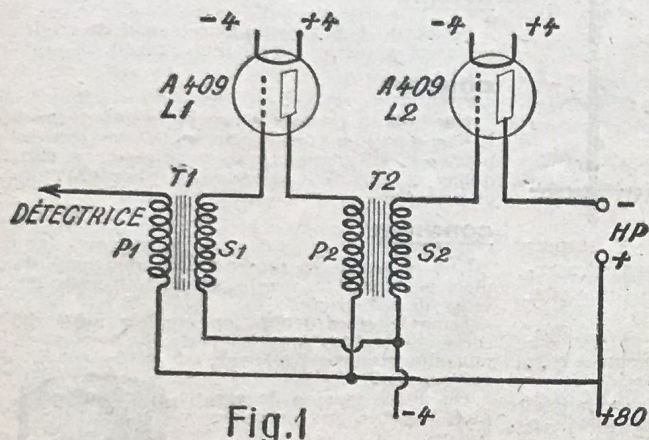 -4 +4
A409
L1
-4 +4
A409
L2
T1
T2
DÉTECTRICE
P1
S1
P2
S2
-
HP
+
-4
+80
Fig.1